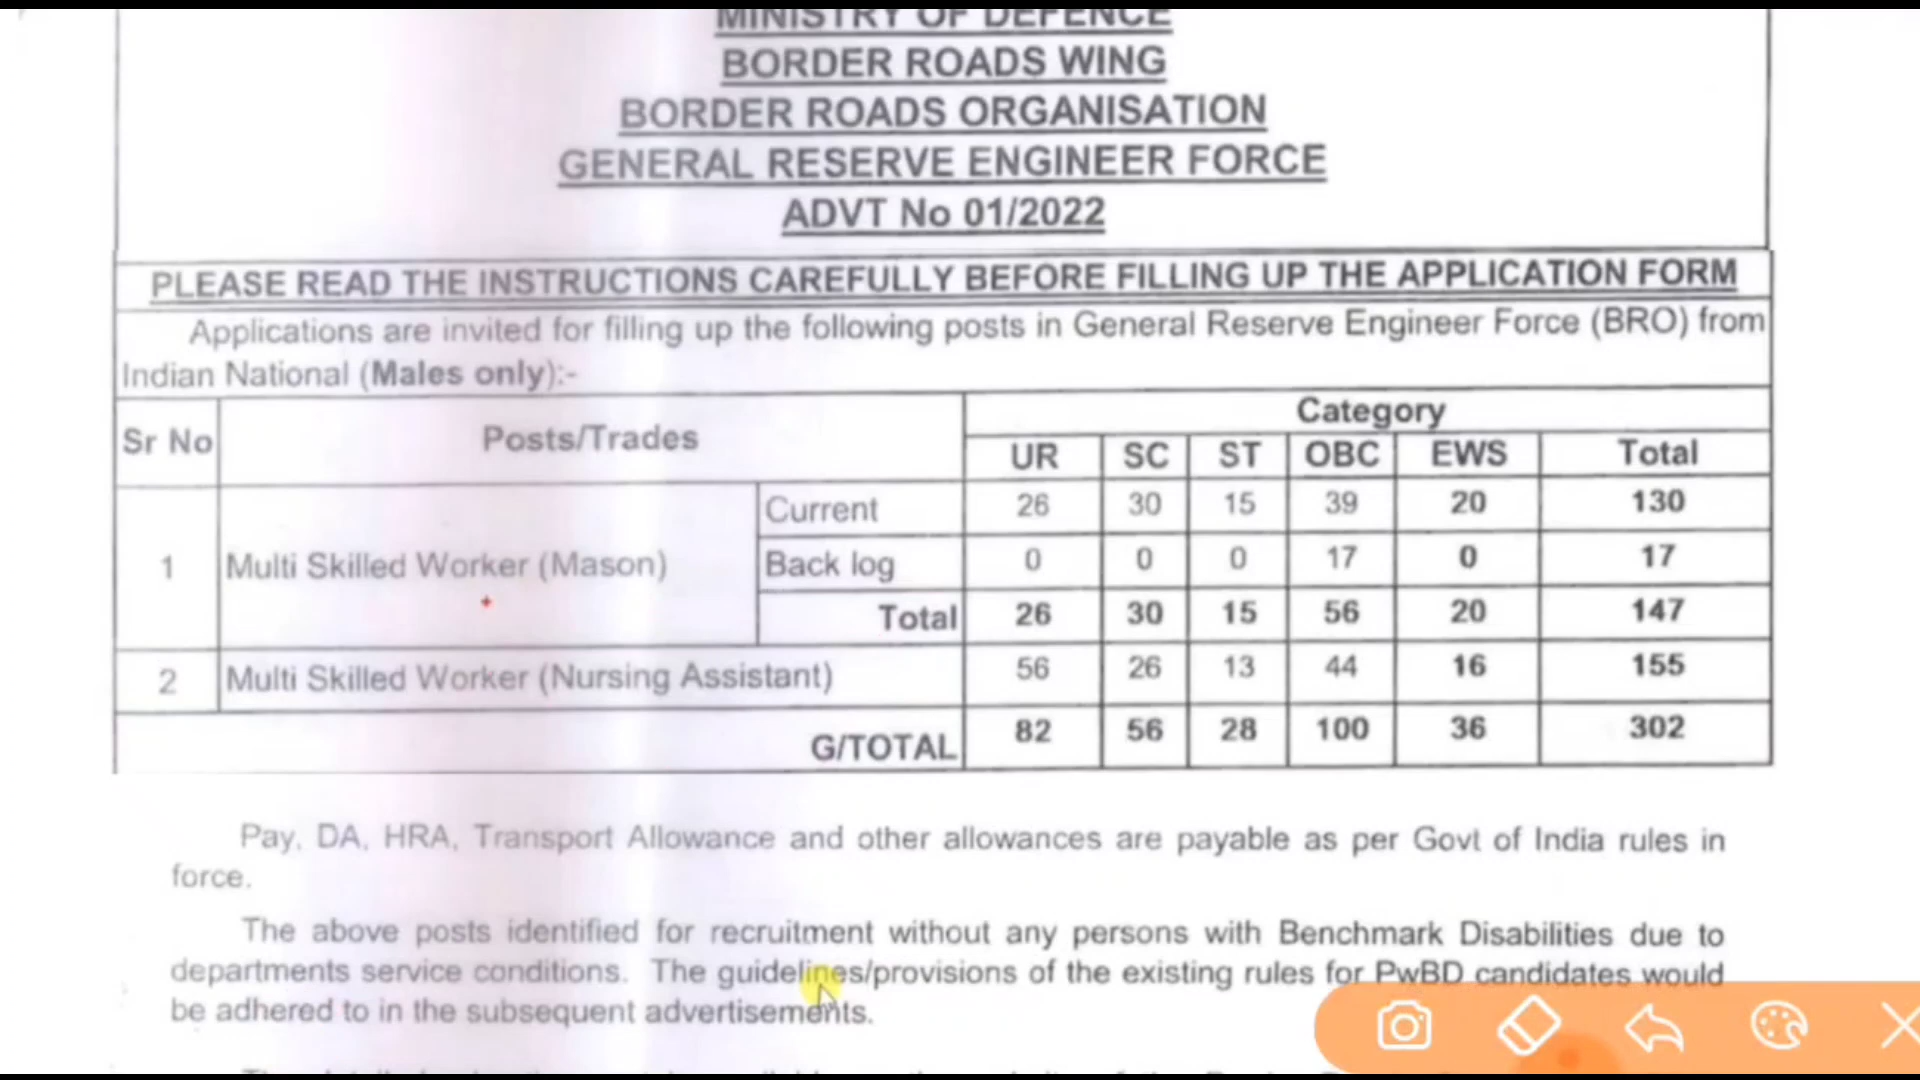 MINISTRY OF DEFENCE
BORDER ROADS WING
BORDER ROADS ORGANISATION
GENERAL RESERVE ENGINEER FORCE
ADVT No 01/2022
PLEASE READ THE INSTRUCTIONS CAREFULLY BEFORE FILLING UP THE APPLICATION FORM
Applications are invited for filling up the following posts in General Reserve Engineer Force (BRO) from
Indian National (Males only):-
Sr No Posts/Trades Category
UR SC ST OBC EWS Total
1 Multi Skilled Worker (Mason) Current 26 30 15 39 20 130
Back log 0 0 0 17 0 17
Total 26 30 15 56 20 147
2 Multi Skilled Worker (Nursing Assistant) 56 26 13 44 16 155
G/TOTAL 82 56 28 100 36 302
Pay, DA, HRA, Transport Allowance and other allowances are payable as per Govt of India rules in
force.
The above posts identified for recruitment without any persons with Benchmark Disabilities due to
departments service conditions. The guidelines/provisions of the existing rules for PwBD candidates would
be adhered to in the subsequent advertisements.